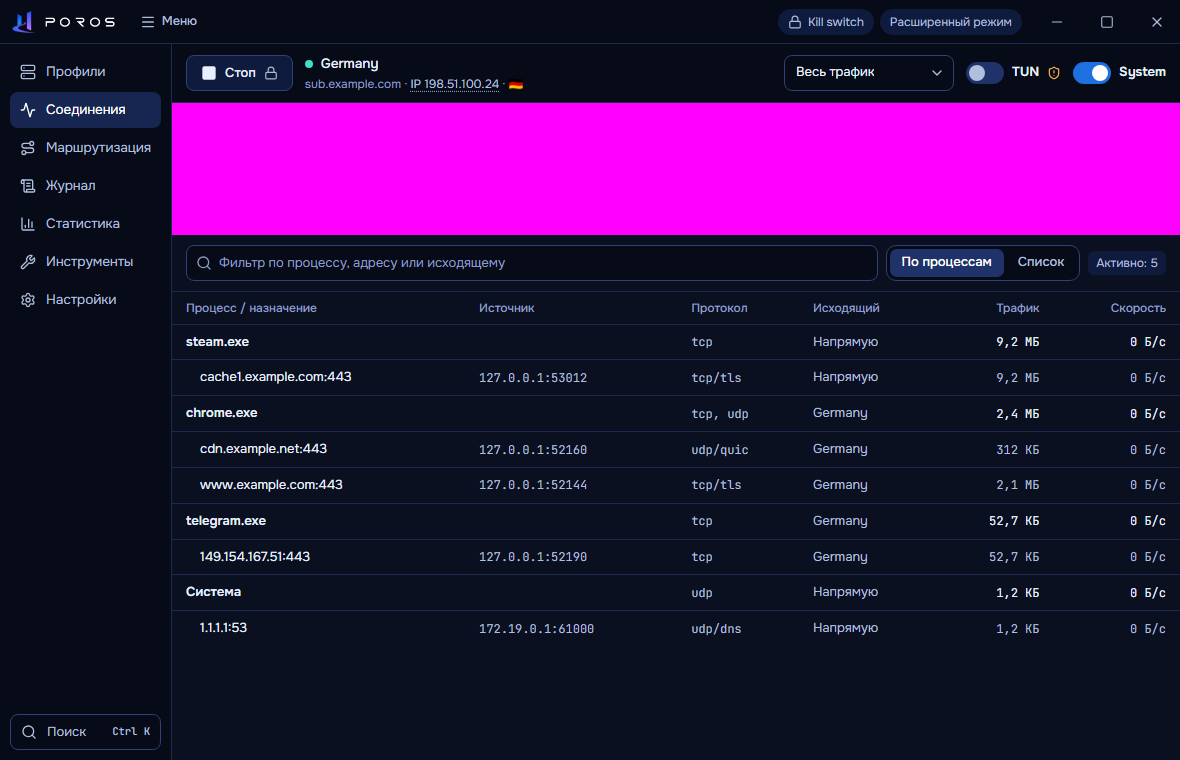 POROS Меню Kill switch Расширенный режим
Профили
Соединения
Маршрутизация
Журнал
Статистика
Инструменты
Настройки
Поиск Ctrl K
Стоп
Germany
sub.example.com · IP 198.51.100.24 ·
Весь трафик TUN System
Фильтр по процессу, адресу или исходящему По процессам Список Активно: 5
Процесс / назначение Источник Протокол Исходящий Трафик Скорость
steam.exe tcp Напрямую 9,2 МБ 0 Б/с
cache1.example.com:443 127.0.0.1:53012 tcp/tls Напрямую 9,2 МБ 0 Б/с
chrome.exe tcp, udp Germany 2,4 МБ 0 Б/с
cdn.example.net:443 127.0.0.1:52160 udp/quic Germany 312 КБ 0 Б/с
www.example.com:443 127.0.0.1:52144 tcp/tls Germany 2,1 МБ 0 Б/с
telegram.exe tcp Germany 52,7 КБ 0 Б/с
149.154.167.51:443 127.0.0.1:52190 tcp Germany 52,7 КБ 0 Б/с
Система udp Напрямую 1,2 КБ 0 Б/с
1.1.1.1:53 172.19.0.1:61000 udp/dns Напрямую 1,2 КБ 0 Б/с